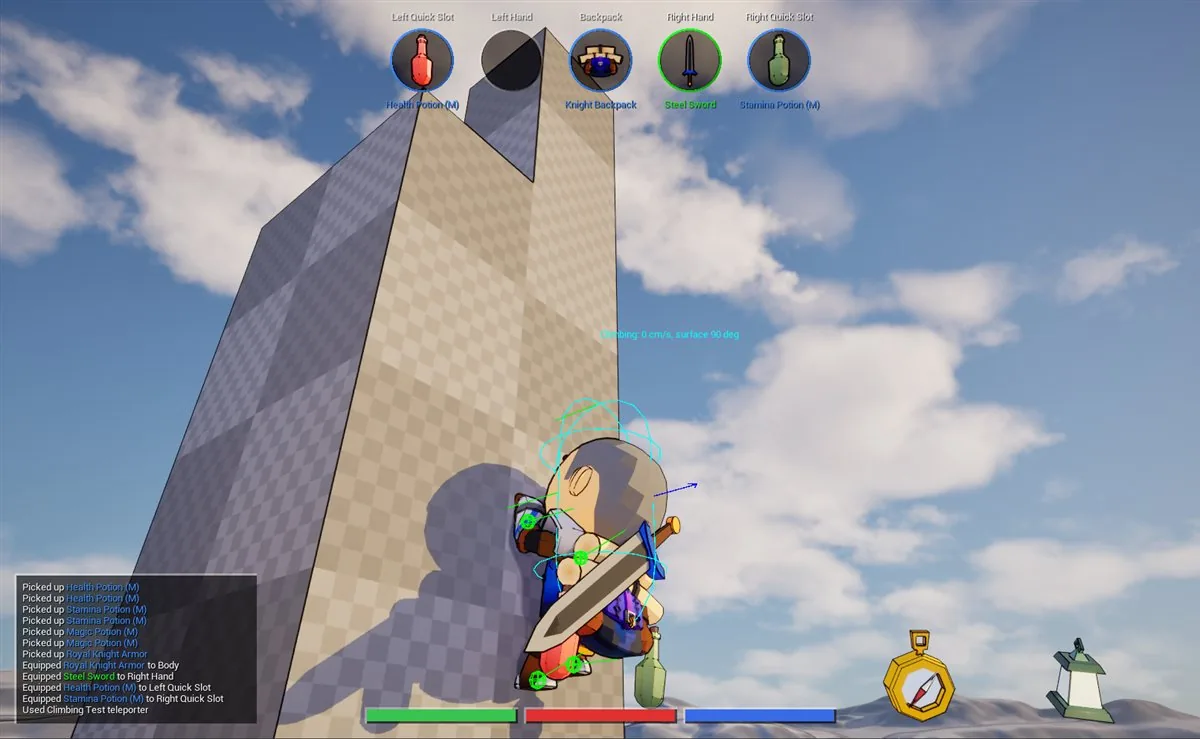 Left Quick Slot
Left Hand
Backpack
Right Hand
Right Quick Slot
Health Potion (M)
Knight Backpack
Steel Sword
Stamina Potion (M)
Climbing: 0 cm/s, surface 90 deg
Picked up Health Potion (M)
Picked up Health Potion (M)
Picked up Stamina Potion (M)
Picked up Stamina Potion (M)
Picked up Magic Potion (M)
Picked up Magic Potion (M)
Picked up Royal Knight Armor
Equipped Royal Knight Armor to Body
Equipped Steel Sword to Right Hand
Equipped Health Potion (M) to Left Quick Slot
Equipped Stamina Potion (M) to Right Quick Slot
Used Climbing Test teleporter